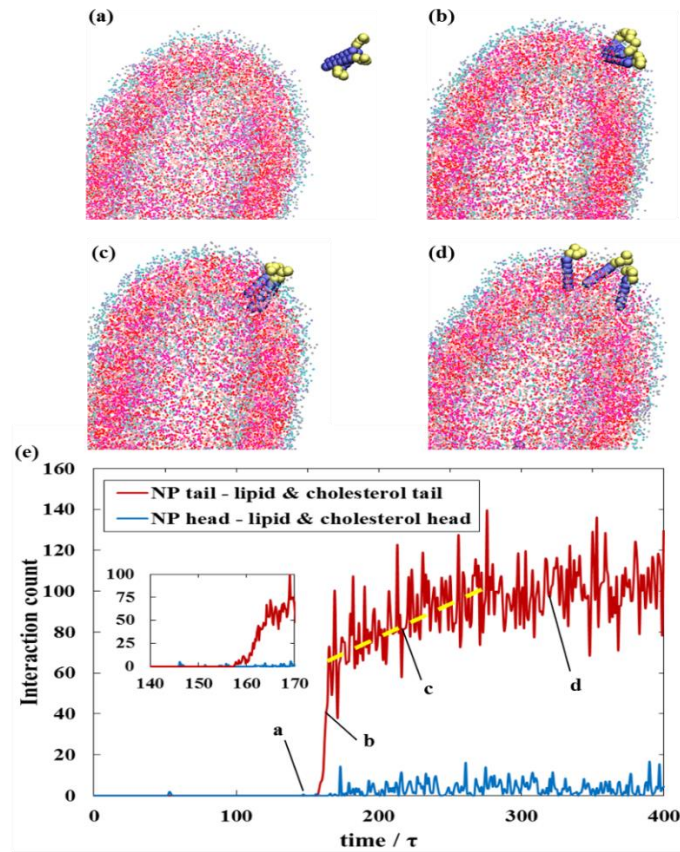 (a)
(b)
(c)
(d)
(e)
160
140
120
100
80
60
40
20
0
Interaction count
NP tail - lipid & cholesterol tail
NP head - lipid & cholesterol head
100
75
50
25
0
140 150 160 170
a
b
c
d
0 100 200 300 400
time / τ